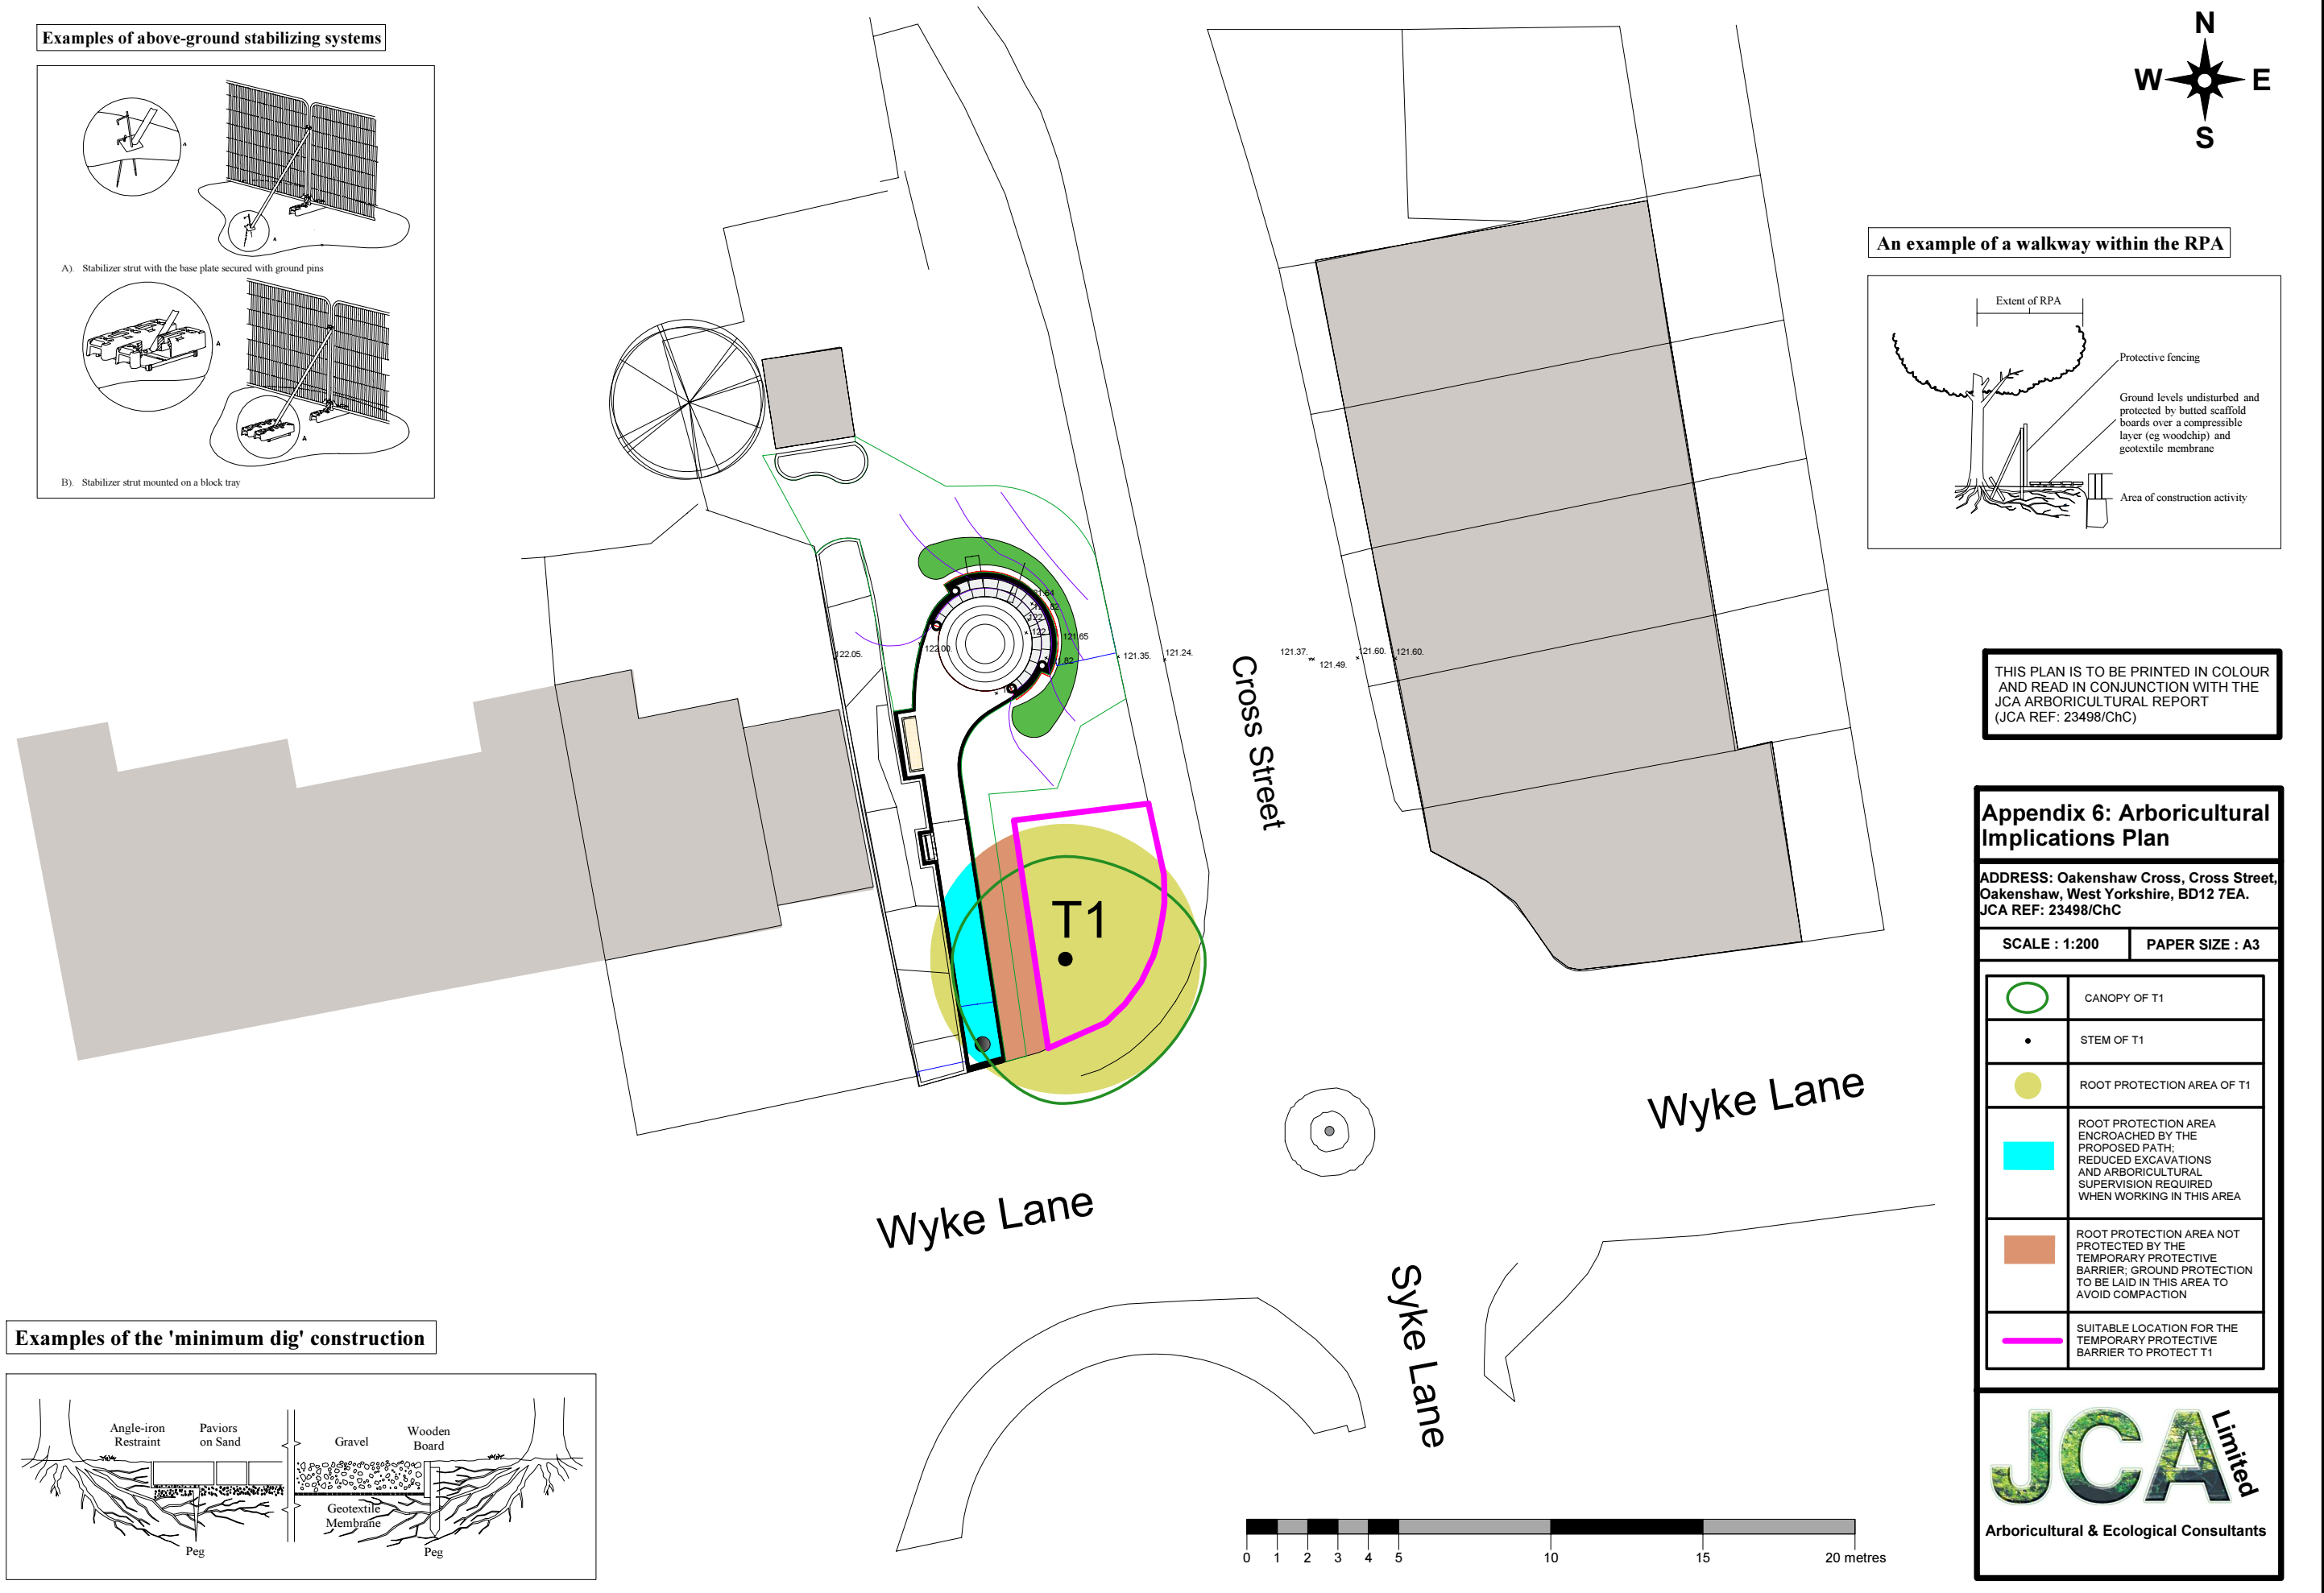 Examples of above-ground stabilizing systems
A
A
A). Stabilizer strut with the base plate secured with ground pins
A
A
B). Stabilizer strut mounted on a block tray
N
W E
S
An example of a walkway within the RPA
Extent of RPA
Protective fencing
Ground levels undisturbed and
protected by butted scaffold
boards over a compressible
layer (eg woodchip) and
geotextile membrane
Area of construction activity
122.05.
122.00.
121.65
121.35.
121.24.
121.37.
121.49.
121.60.
121.60.
Cross Street
T1
Wyke Lane
Wyke Lane
Syke Lane
THIS PLAN IS TO BE PRINTED IN COLOUR
AND READ IN CONJUNCTION WITH THE
JCA ARBORICULTURAL REPORT
(JCA REF: 23498/ChC)
Appendix 6: Arboricultural
Implications Plan
ADDRESS: Oakenshaw Cross, Cross Street,
Oakenshaw, West Yorkshire, BD12 7EA.
JCA REF: 23498/ChC
SCALE : 1:200
PAPER SIZE : A3
CANOPY OF T1
STEM OF T1
ROOT PROTECTION AREA OF T1
ROOT PROTECTION AREA
ENCROACHED BY THE
PROPOSED PATH;
REDUCED EXCAVATIONS
AND ARBORICULTURAL
SUPERVISION REQUIRED
WHEN WORKING IN THIS AREA
ROOT PROTECTION AREA NOT
PROTECTED BY THE
TEMPORARY PROTECTIVE
BARRIER; GROUND PROTECTION
TO BE LAID IN THIS AREA TO
AVOID COMPACTION
SUITABLE LOCATION FOR THE
TEMPORARY PROTECTIVE
BARRIER TO PROTECT T1
JCA Limited
Arboricultural & Ecological Consultants
Examples of the 'minimum dig' construction
Angle-iron
Restraint
Paviors
on Sand
Gravel
Wooden
Board
Geotextile
Membrane
Peg
Peg
0 1 2 3 4 5 10 15 20 metres